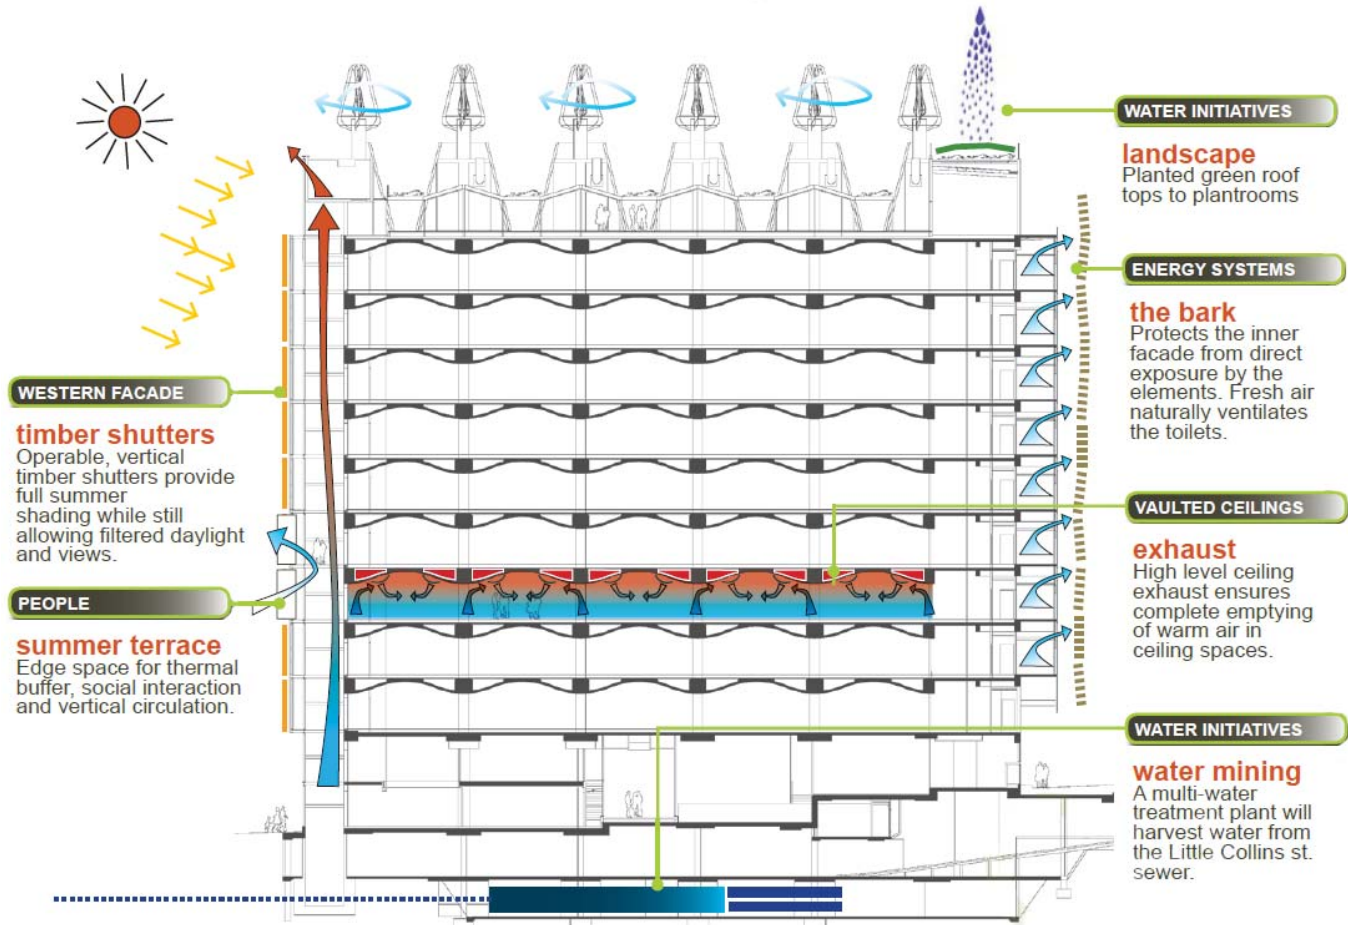 WATER INITIATIVES
landscape
Planted green roof
tops to plantrooms
ENERGY SYSTEMS
the bark
Protects the inner
facade from direct
exposure by the
elements. Fresh air
naturally ventilates
the toilets.
WESTERN FACADE
timber shutters
Operable, vertical
timber shutters provide
full summer
shading while still
allowing filtered daylight
and views.
VAULTED CEILINGS
exhaust
High level ceiling
exhaust ensures
complete emptying
of warm air in
ceiling spaces.
PEOPLE
summer terrace
Edge space for thermal
buffer, social interaction
and vertical circulation.
WATER INITIATIVES
water mining
A multi-water
treatment plant will
harvest water from
the Little Collins st.
sewer.